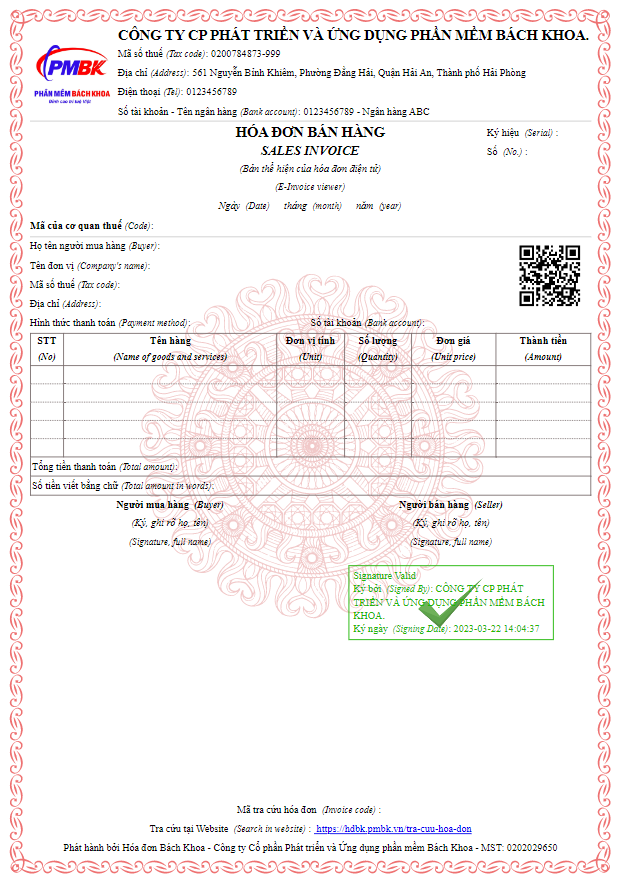 CÔNG TY CP PHÁT TRIỂN VÀ ỨNG DỤNG PHẦN MỀM BÁCH KHOA.
PMBK
PHẦN MỀM BÁCH KHOA
Đỉnh cao trí tuệ Việt
Mã số thuế (Tax code): 0200784873-999
Địa chỉ (Address): 561 Nguyễn Bỉnh Khiêm, Phường Đằng Hải, Quận Hải An, Thành phố Hải Phòng
Điện thoại (Tel): 0123456789
Số tài khoản - Tên ngân hàng (Bank account): 0123456789 - Ngân hàng ABC
HÓA ĐƠN BÁN HÀNG
SALES INVOICE
(Bản thể hiện của hóa đơn điện tử)
(E-Invoice viewer)
Ngày (Date) tháng (month) năm (year)
Ký hiệu (Serial) :
Số (No.) :
Mã của cơ quan thuế (Code):
Họ tên người mua hàng (Buyer):
Tên đơn vị (Company's name):
Mã số thuế (Tax code):
Địa chỉ (Address):
Hình thức thanh toán (Payment method): Số tài khoản (Bank account):
STT Tên hàng Đơn vị tính Số lượng Đơn giá Thành tiền
(No) (Name of goods and services) (Unit) (Quantity) (Unit price) (Amount)
Tổng tiền thanh toán (Total amount):
Số tiền viết bằng chữ (Total amount in words):
Người mua hàng (Buyer) Người bán hàng (Seller)
(Ký, ghi rõ họ, tên) (Ký, ghi rõ họ, tên)
(Signature, full name) (Signature, full name)
Signature Valid
Ký bởi (Signed By): CÔNG TY CP PHÁT
TRIỂN VÀ ỨNG DỤNG PHẦN MỀM BÁCH
KHOA.
Ký ngày (Signing Date): 2023-03-22 14:04:37
Mã tra cứu hóa đơn (Invoice code) :
Tra cứu tại Website (Search in website) : https://hdbk.pmbk.vn/tra-cuu-hoa-don
Phát hành bởi Hóa đơn Bách Khoa - Công ty Cổ phần Phát triển và Ứng dụng phần mềm Bách Khoa - MST: 0202029650